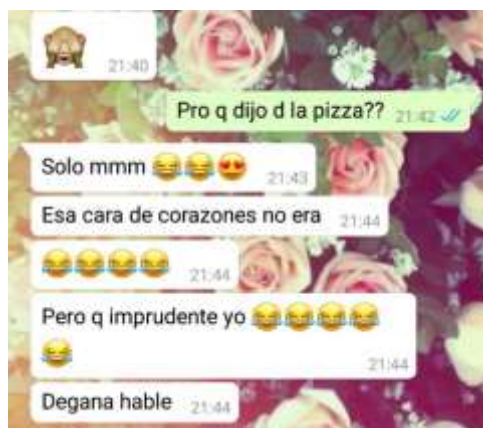 🙈 21:40
Pro q dijo d la pizza?? 21:42
Solo mmm 😂😂😍 21:43
Esa cara de corazones no era 21:44
😂😂😂😂 21:44
Pero q imprudente yo 😂😂😂😂
😂 21:44
Degana hable 21:44